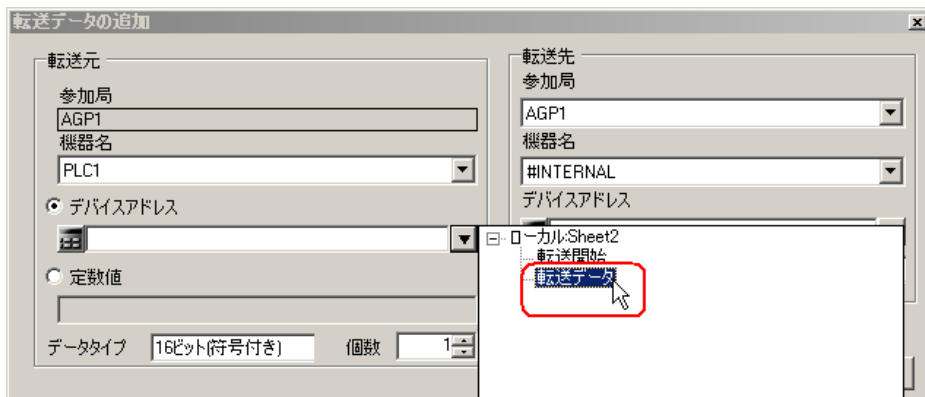 転送データの追加
転送元
参加局
AGP1
機器名
PLC1
デバイスアドレス
定数値
データタイプ 16ビット(符号付き) 個数 1
転送先
参加局
AGP1
機器名
#INTERNAL
デバイスアドレス
ローカル:Sheet2
転送開始
転送データ